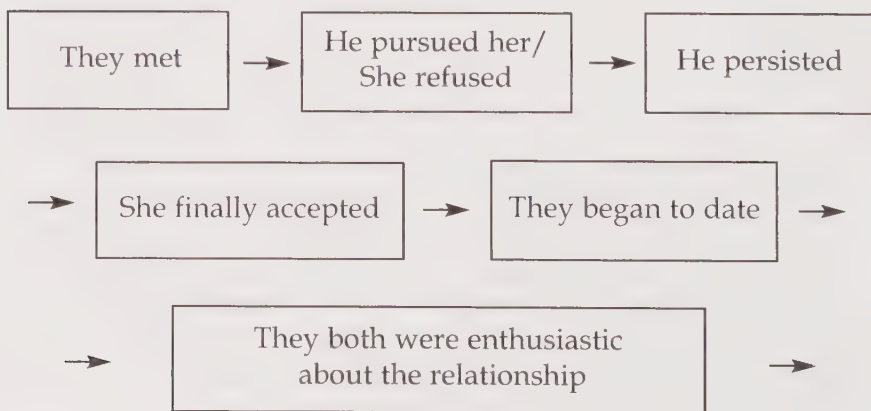 They met
He pursued her/
She refused
He persisted
She finally accepted
They began to date
They both were enthusiastic
about the relationship